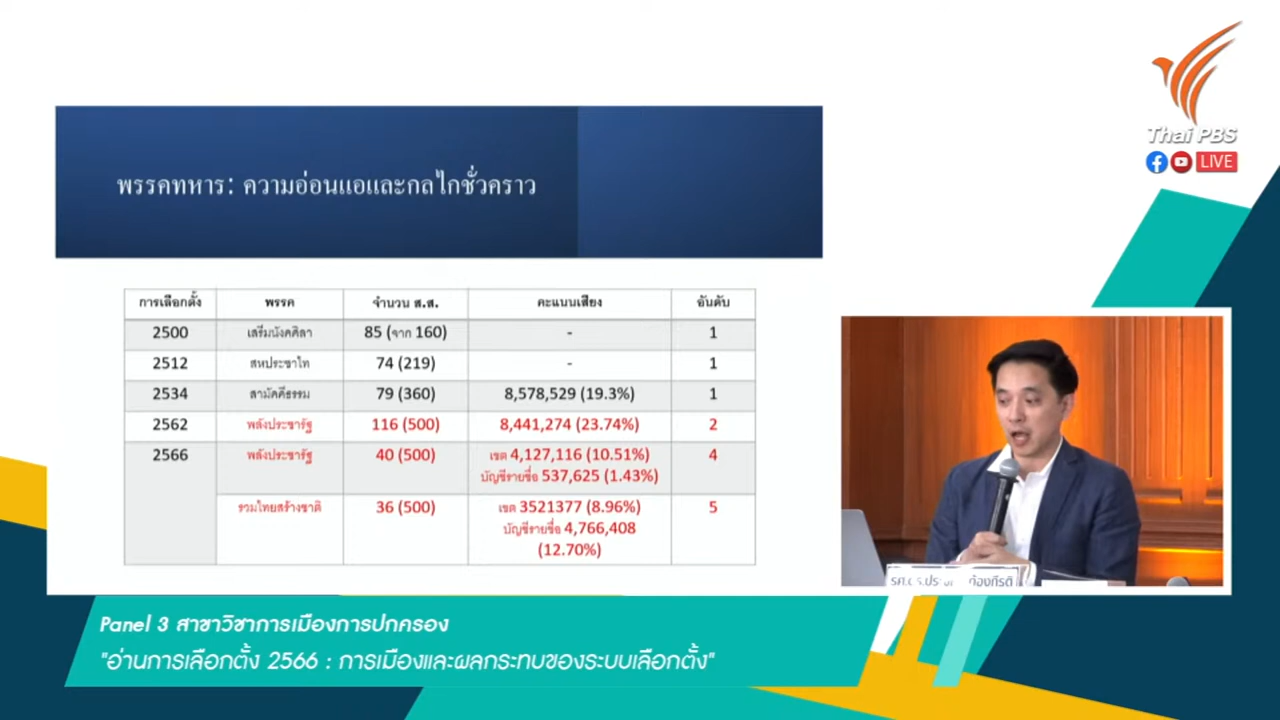 Thai PBS
LIVE
พรรคทหาร: ความอ่อนแอและกลไกชั่วคราว
การเลือกตั้ง พรรค จำนวน ส.ส. คะแนนเสียง อันดับ
2500 เสรีมนังคศิลา 85 (จาก 160) - 1
2512 สหประชาไท 74 (219) - 1
2534 สามัคคีธรรม 79 (360) 8,578,529 (19.3%) 1
2562 พลังประชารัฐ 116 (500) 8,441,274 (23.74%) 2
2566 พลังประชารัฐ 40 (500) เขต 4,127,116 (10.51%) 4
บัญชีรายชื่อ 537,625 (1.43%)
รวมไทยสร้างชาติ 36 (500) เขต 3521377 (8.96%) 5
บัญชีรายชื่อ 4,766,408
(12.70%)
Panel 3 สาขาวิชาการเมืองการปกครอง
"อ่านการเลือกตั้ง 2566 : การเมืองและผลกระทบของระบบเลือกตั้ง"